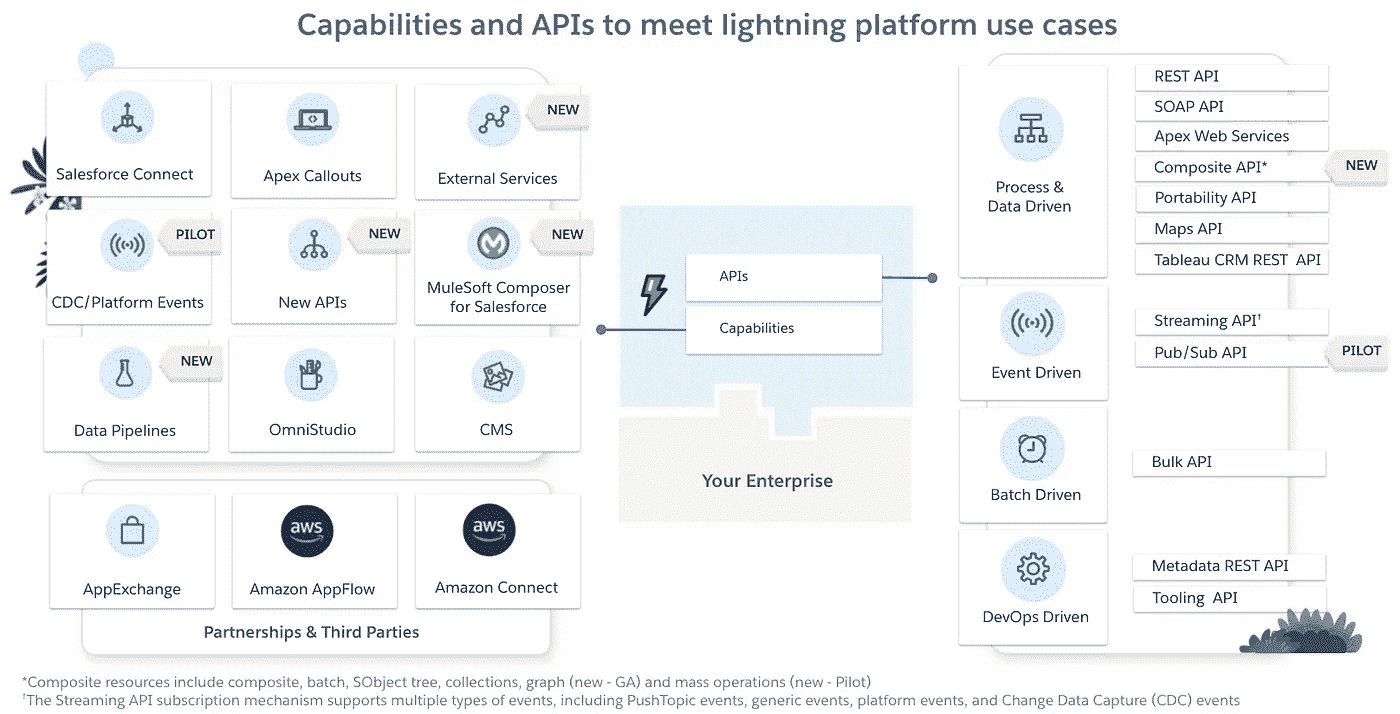 Capabilities and APIs to meet lightning platform use cases
Salesforce Connect
Apex Callouts
NEW
External Services
PILOT
CDC/Platform Events
NEW
New APIs
NEW
MuleSoft Composer
for Salesforce
NEW
Data Pipelines
OmniStudio
CMS
AppExchange
aws
Amazon AppFlow
aws
Amazon Connect
Partnerships & Third Parties
APIs
Capabilities
Your Enterprise
Process &
Data Driven
REST API
SOAP API
Apex Web Services
Composite API*
NEW
Portability API
Maps API
Tableau CRM REST API
Event Driven
Streaming API†
Pub/Sub API
PILOT
Batch Driven
Bulk API
DevOps Driven
Metadata REST API
Tooling API
*Composite resources include composite, batch, SObject tree, collections, graph (new - GA) and mass operations (new - Pilot)
†The Streaming API subscription mechanism supports multiple types of events, including PushTopic events, generic events, platform events, and Change Data Capture (CDC) events